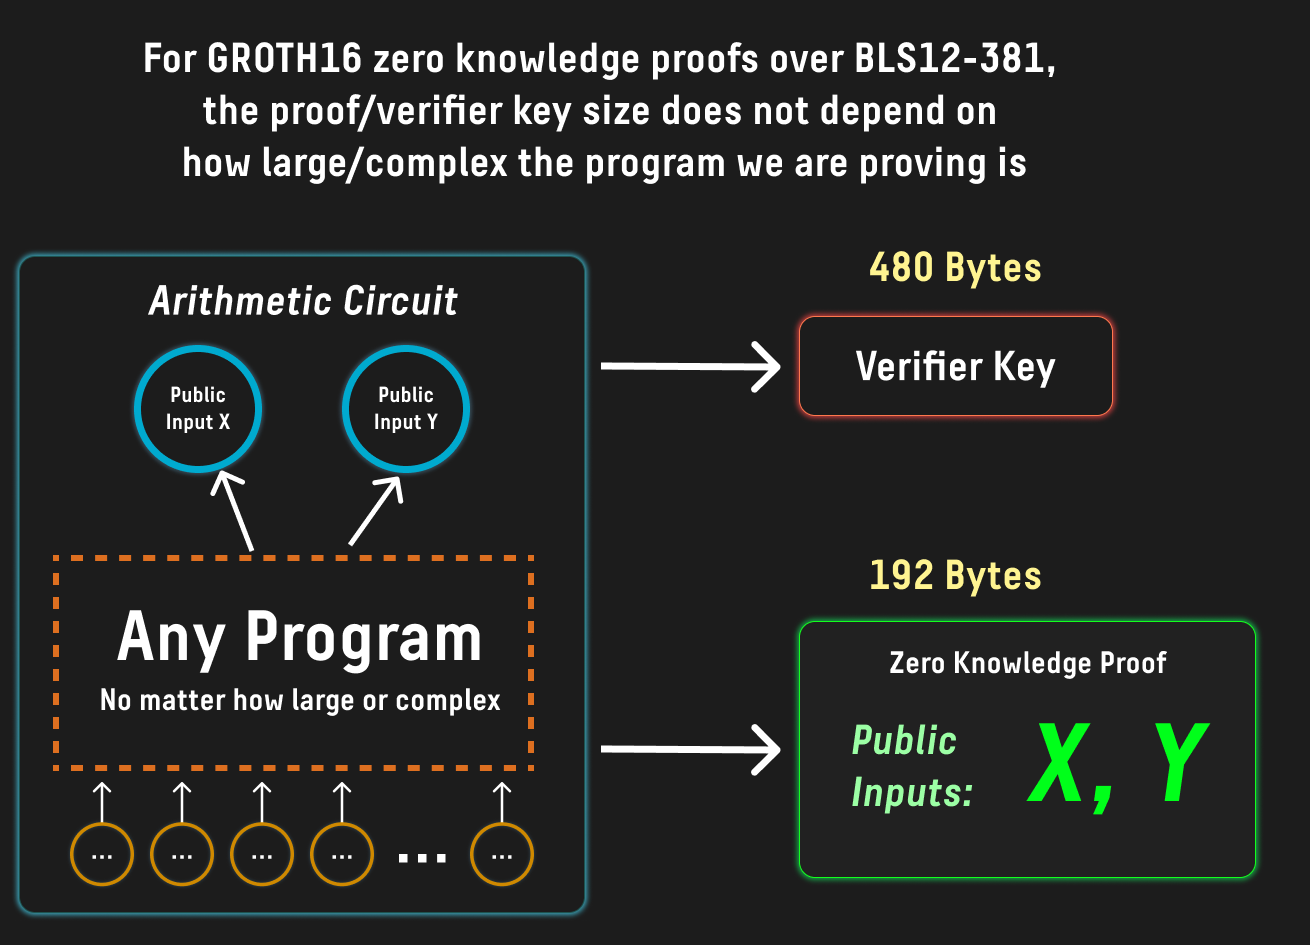 For GROTH16 zero knowledge proofs over BLS12-381,
the proof/verifier key size does not depend on
how large/complex the program we are proving is
Arithmetic Circuit
Public
Input X
Public
Input Y
Any Program
No matter how large or complex
...
...
...
...
...
...
480 Bytes
Verifier Key
192 Bytes
Zero Knowledge Proof
Public
Inputs:
X, Y